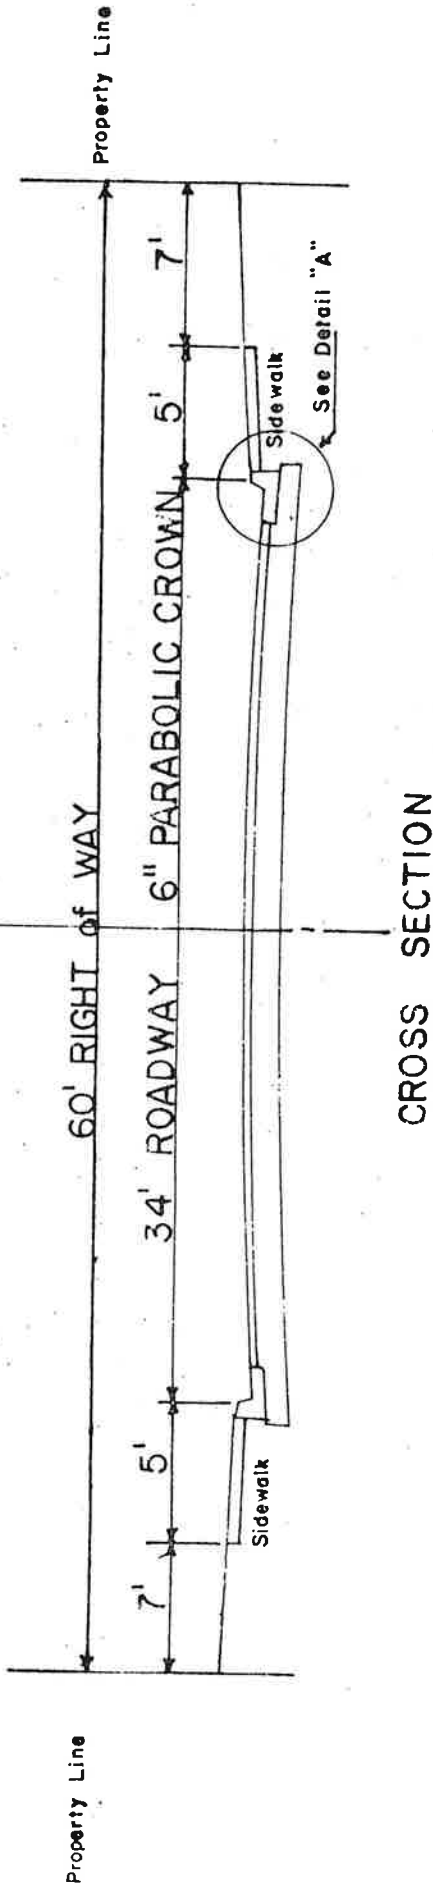 Property Line
60' RIGHT of WAY
Property Line
7'
5'
34' ROADWAY
6" PARABOLIC CROWN
5'
7'
Sidewalk
Sidewalk
See Detail "A"
CROSS SECTION